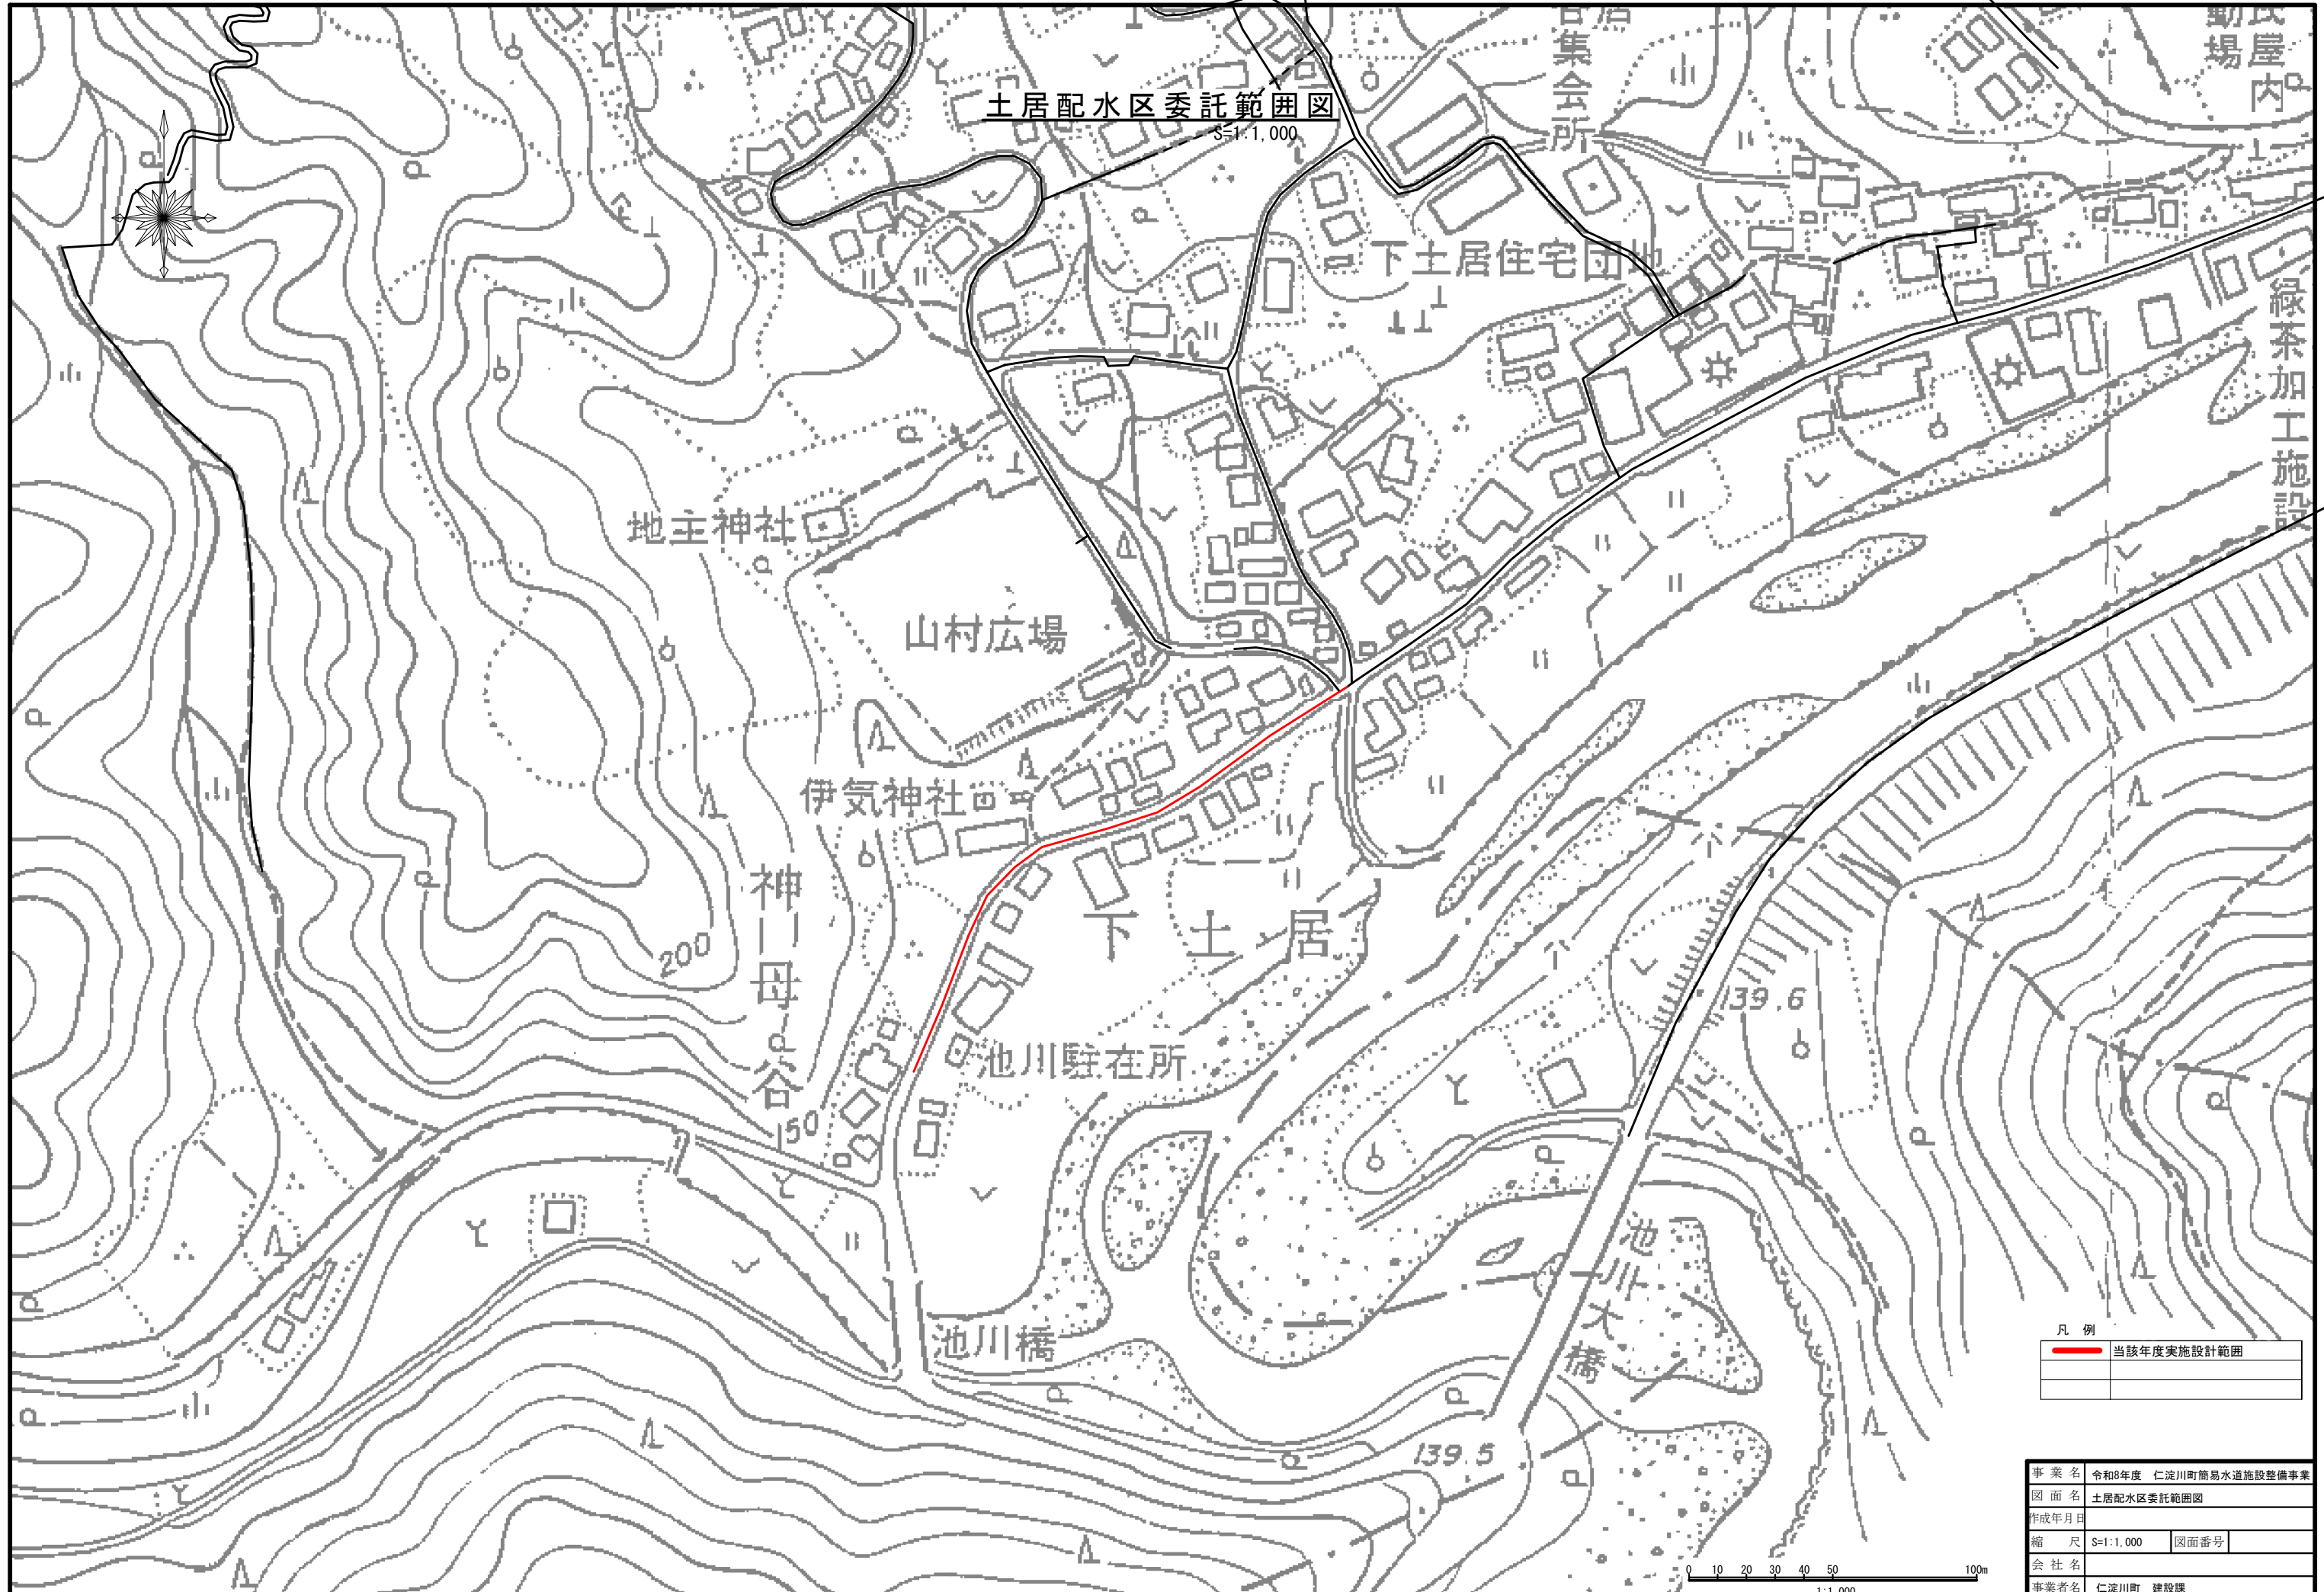 土居配水区委託範囲図
S=1:1,000
集会所
動場
民屋内
下土居住宅団地
緑茶加工施設
地主神社
山村広場
伊気神社
神母谷
200
下土居
139.6
池川駐在所
150
池川大橋
池川橋
139.5
凡 例
当該年度実施設計範囲
事業名 令和8年度 仁淀川町簡易水道施設整備事業
図面名 土居配水区委託範囲図
作成年月日
縮 尺 S=1:1,000 図面番号
会社名
事業者名 仁淀川町 建設課
0 10 20 30 40 50 100m
1:1,000